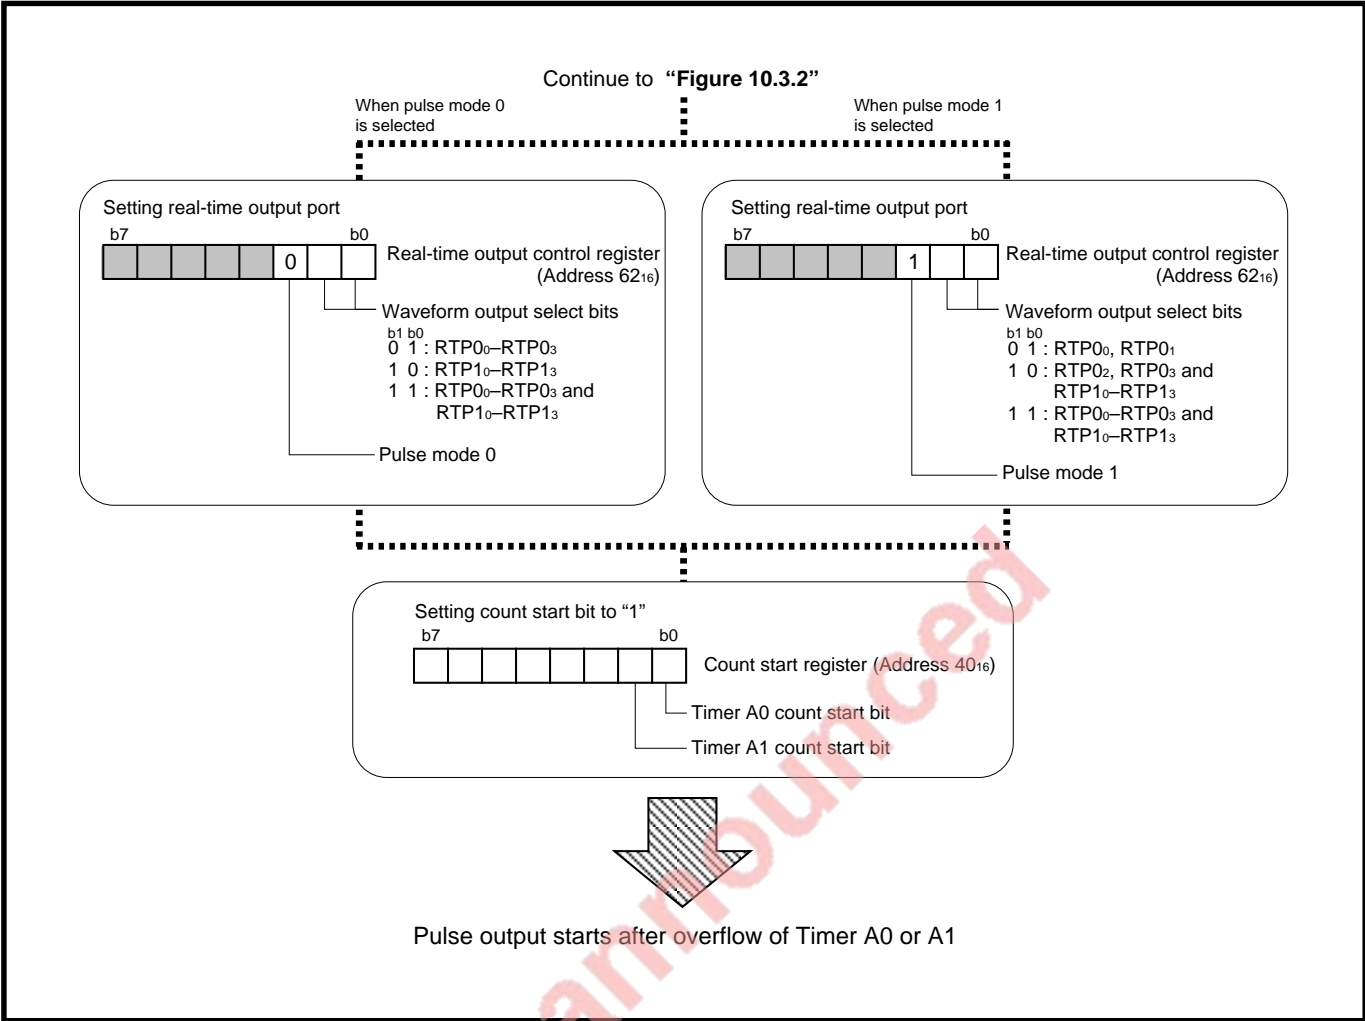 Continue to “Figure 10.3.2”
When pulse mode 0
is selected
When pulse mode 1
is selected
Setting real-time output port
b7 b0
0
Real-time output control register
(Address 62₁₆)
Waveform output select bits
b1 b0
0 1 : RTP0₀–RTP0₃
1 0 : RTP1₀–RTP1₃
1 1 : RTP0₀–RTP0₃ and
RTP1₀–RTP1₃
Pulse mode 0
Setting real-time output port
b7 b0
1
Real-time output control register
(Address 62₁₆)
Waveform output select bits
b1 b0
0 1 : RTP0₀, RTP0₁
1 0 : RTP0₂, RTP0₃ and
RTP1₀–RTP1₃
1 1 : RTP0₀–RTP0₃ and
RTP1₀–RTP1₃
Pulse mode 1
Setting count start bit to “1”
b7 b0
Count start register (Address 40₁₆)
Timer A0 count start bit
Timer A1 count start bit
Pulse output starts after overflow of Timer A0 or A1
announced